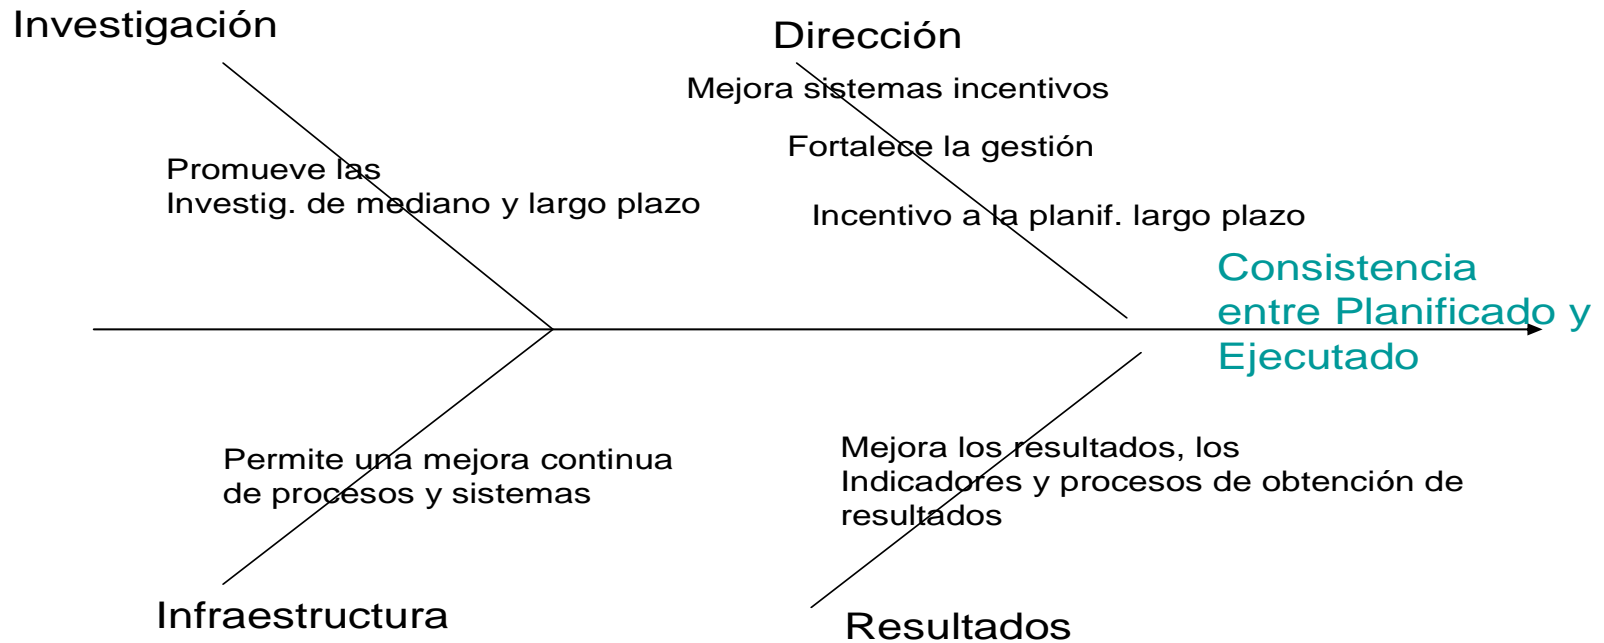 Investigación
Dirección
Mejora sistemas incentivos
Fortalece la gestión
Incentivo a la planif. largo plazo
Promueve las
Investig. de mediano y largo plazo
Consistencia
entre Planificado y
Ejecutado
Permite una mejora continua
de procesos y sistemas
Infraestructura
Mejora los resultados, los
Indicadores y procesos de obtención de
resultados
Resultados